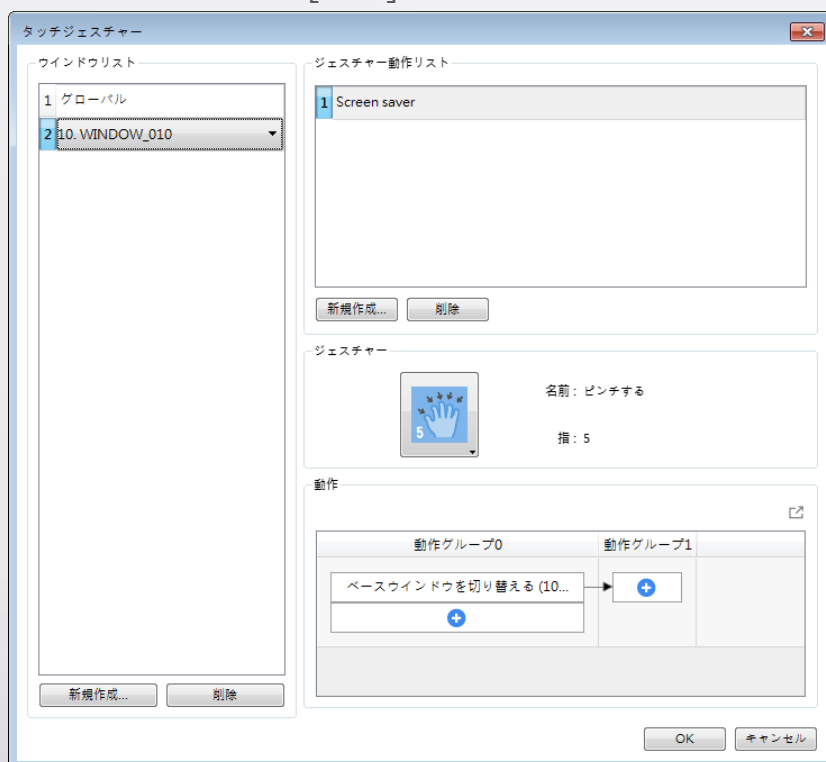 タッチジェスチャー
ウインドウリスト
1 グローバル
2 10. WINDOW_010
新規作成... 削除
ジェスチャー動作リスト
1 Screen saver
新規作成... 削除
ジェスチャー
5
名前: ピンチする
指: 5
動作
動作グループ0 動作グループ1
ベースウインドウを切り替える (10...
OK キャンセル